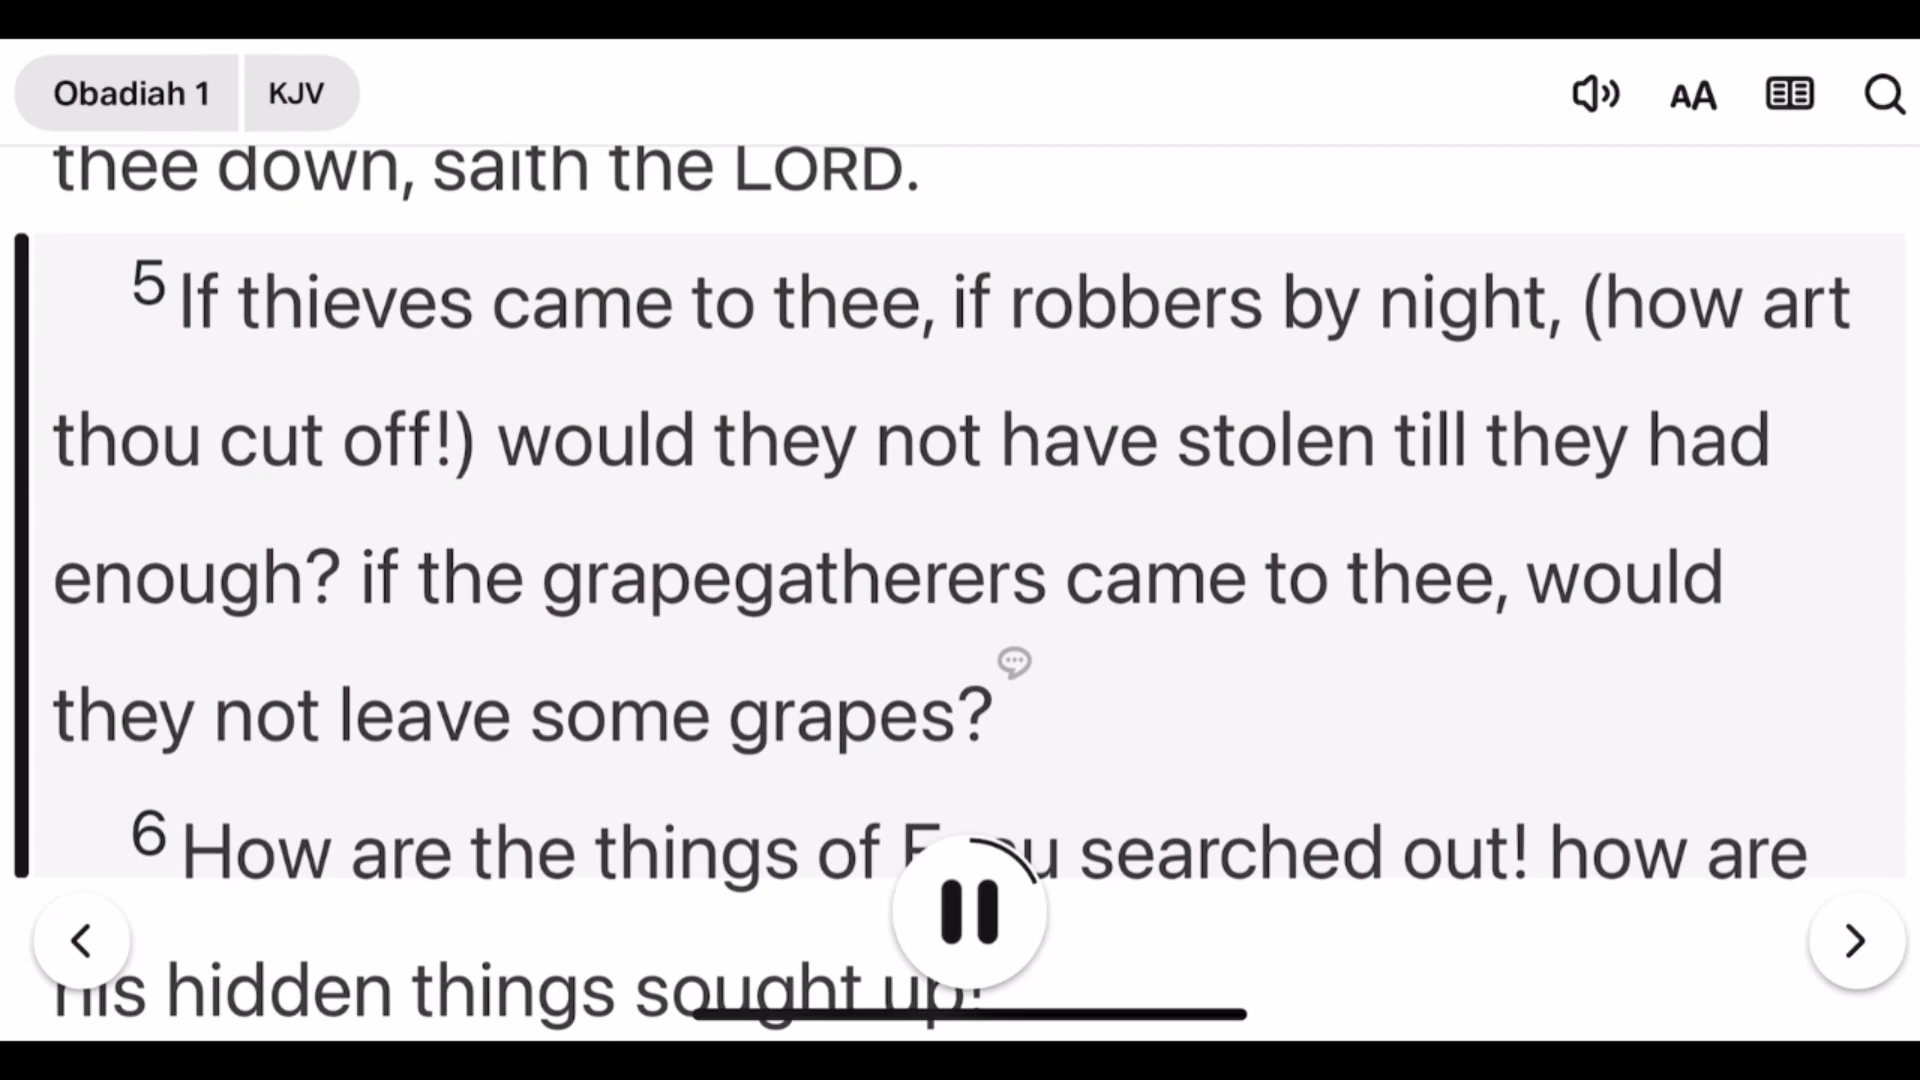 Obadiah 1 KJV AA
thee down, saith the LORD.
5 If thieves came to thee, if robbers by night, (how art
thou cut off!) would they not have stolen till they had
enough? if the grapegatherers came to thee, would
they not leave some grapes?
6 How are the things of searched out! how are
his hidden things sought up!